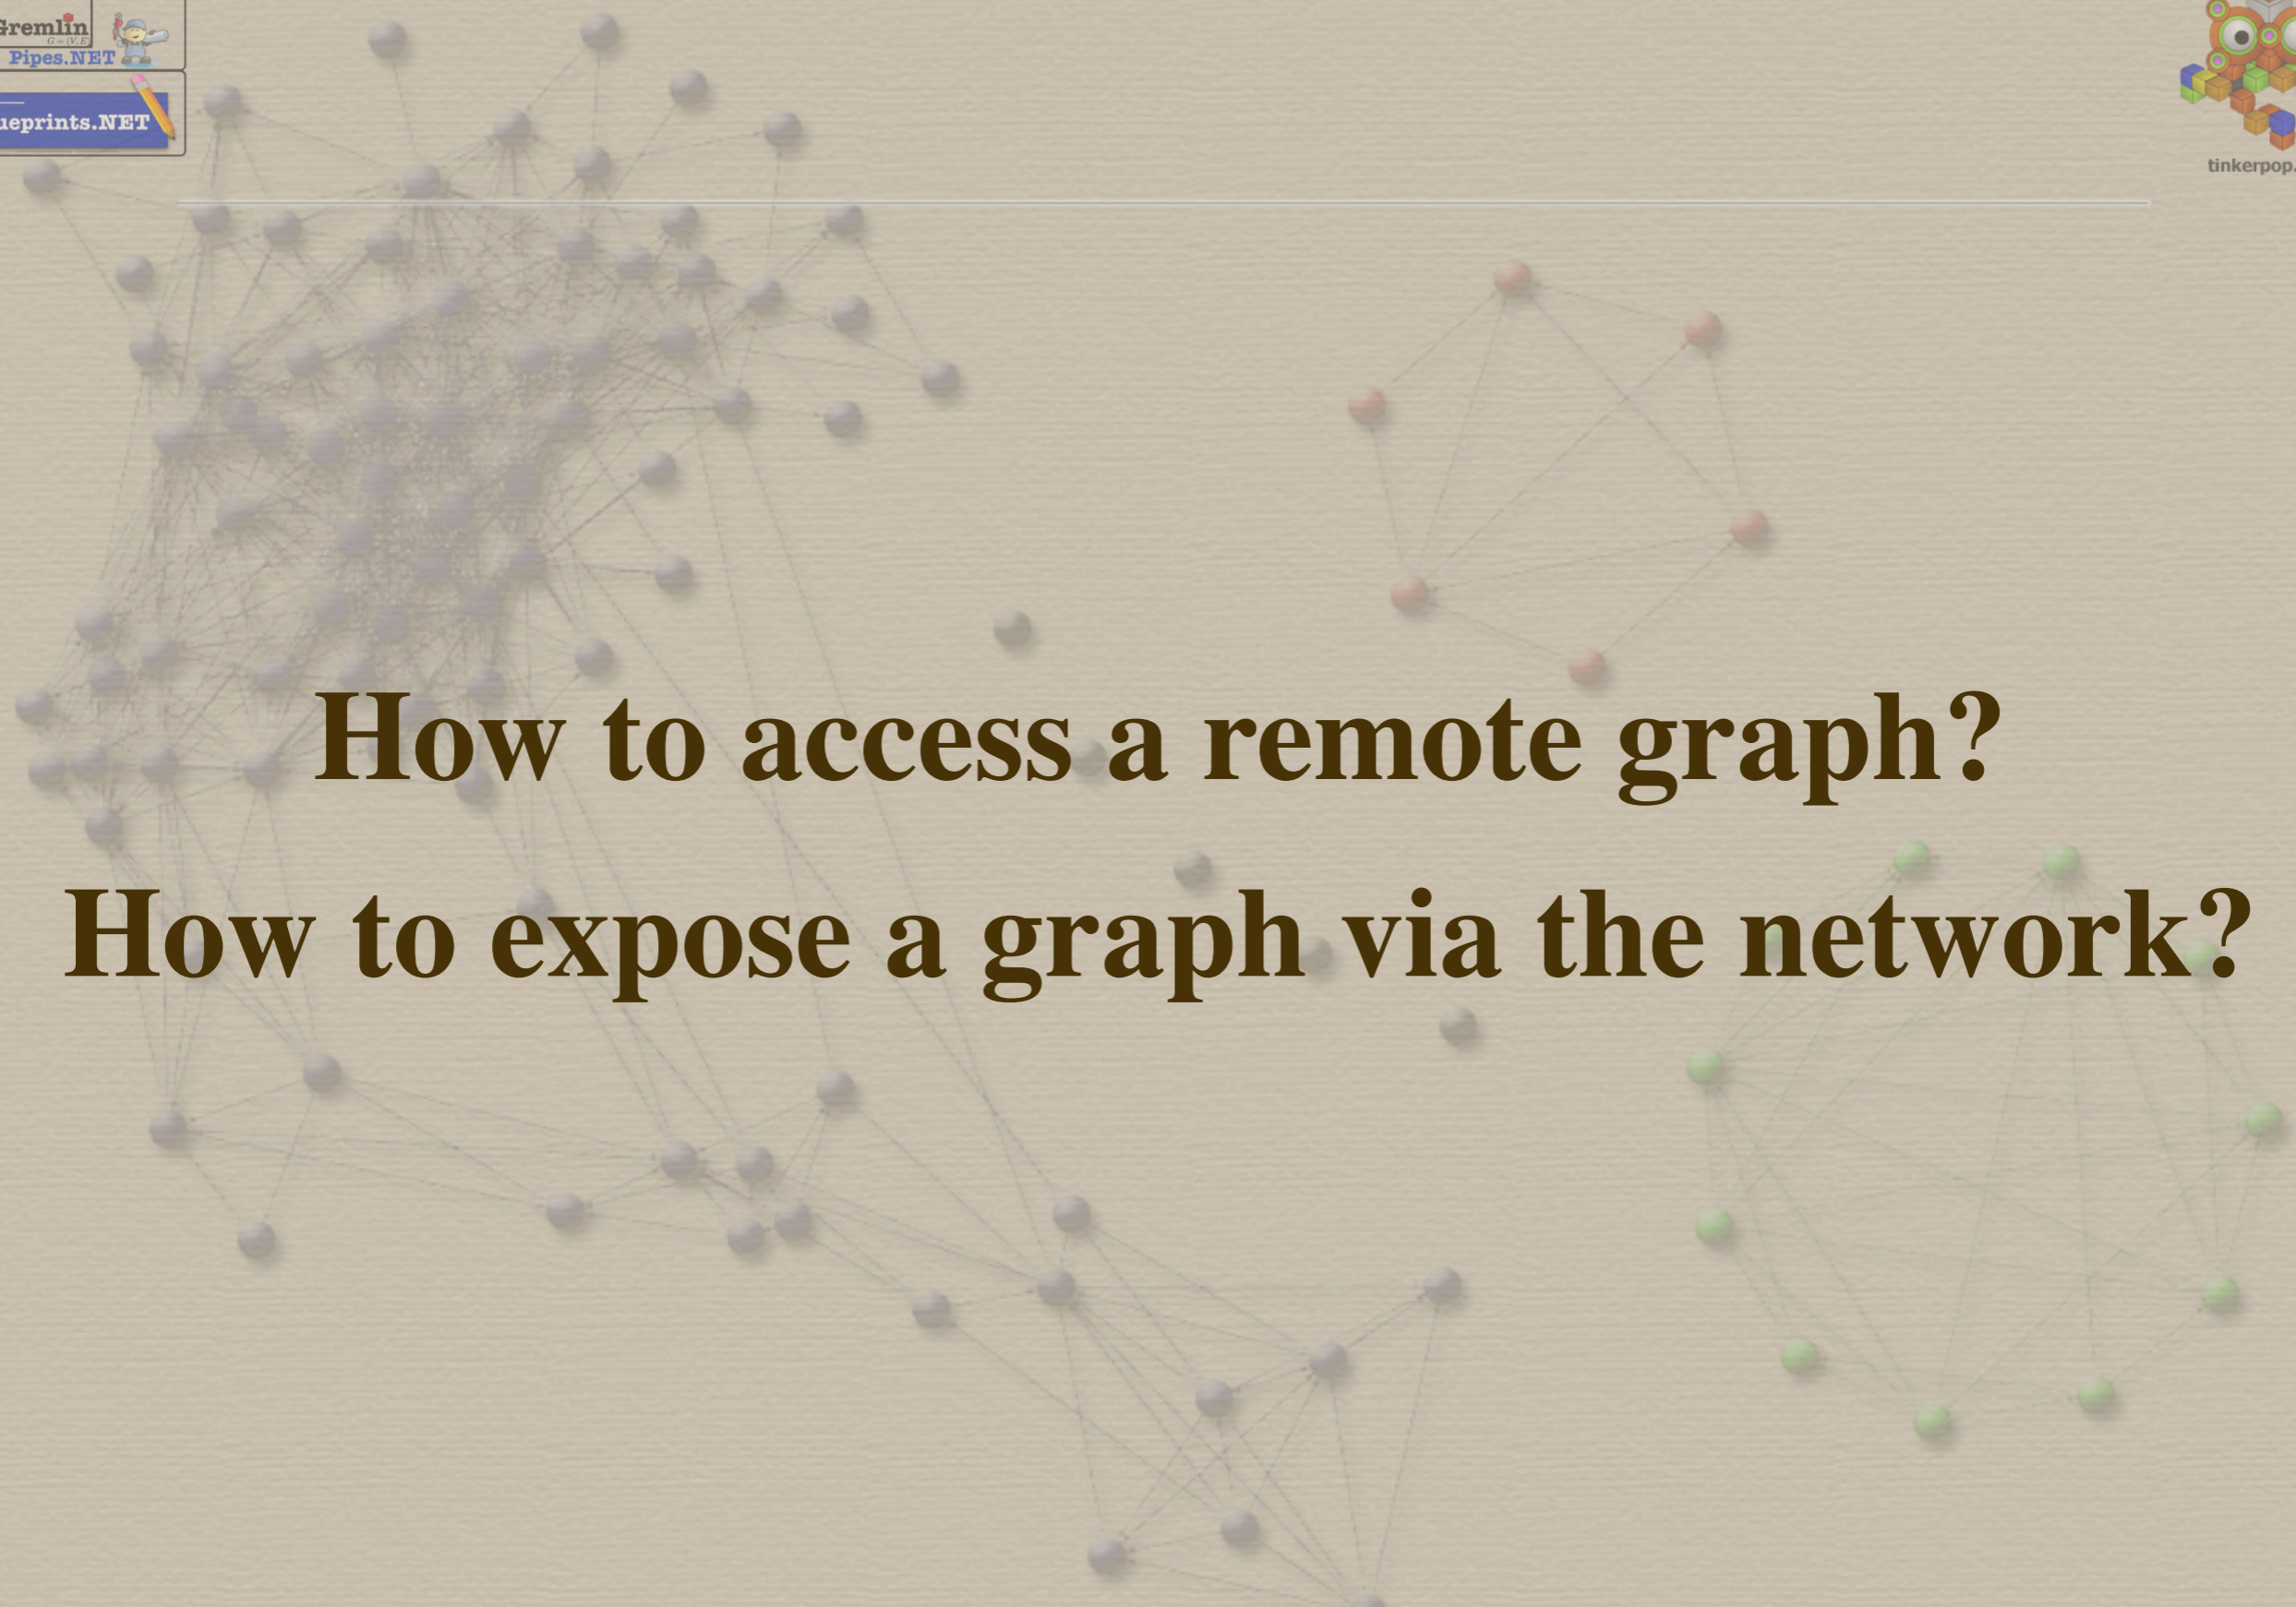 Gremlin
G = (V, E)
Pipes.NET
ueprints.NET
tinkerpop.
How to access a remote graph?
How to expose a graph via the network?